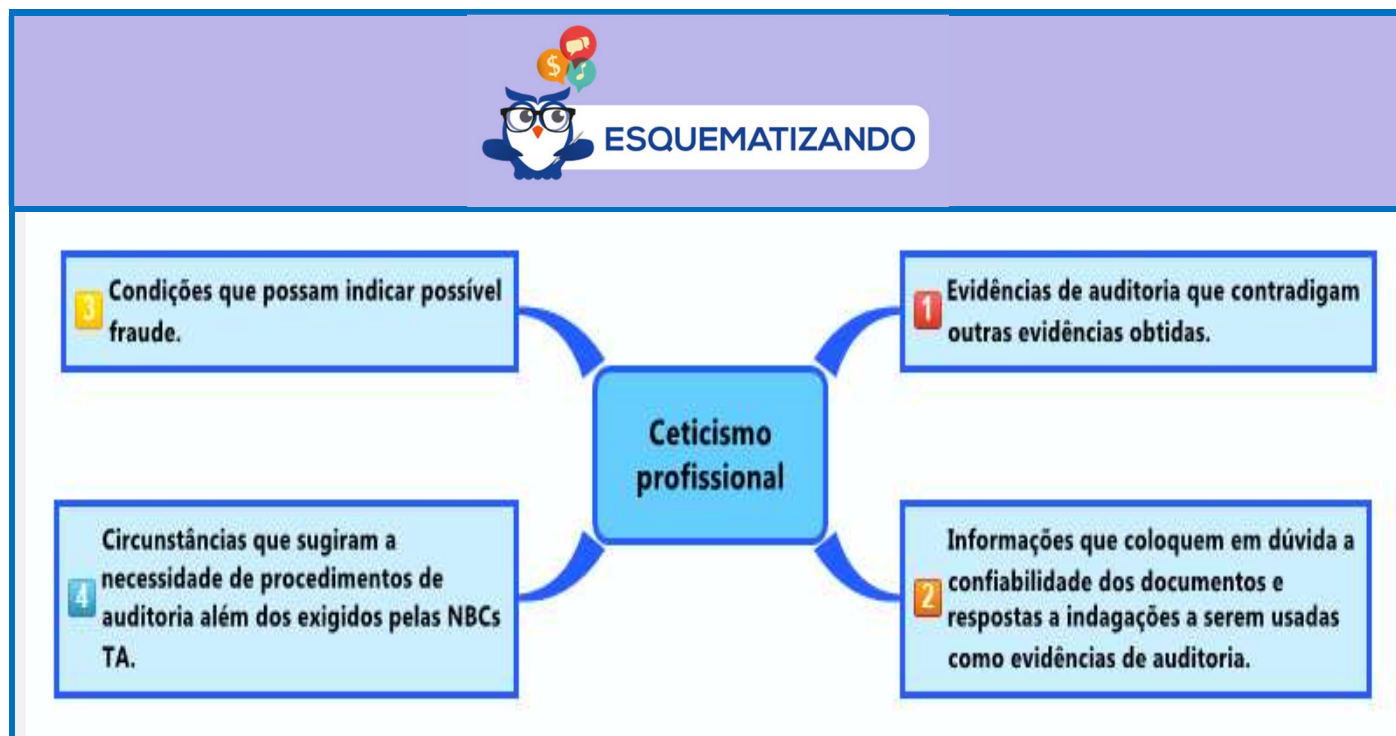 ESQUEMATIZANDO
3 Condições que possam indicar possível
fraude.
1 Evidências de auditoria que contradigam
outras evidências obtidas.
Ceticismo
profissional
Circunstâncias que sugiram a
necessidade de procedimentos de
4 auditoria além dos exigidos pelas NBCs
TA.
Informações que coloquem em dúvida a
confiabilidade dos documentos e
2 respostas a indagações a serem usadas
como evidências de auditoria.
$